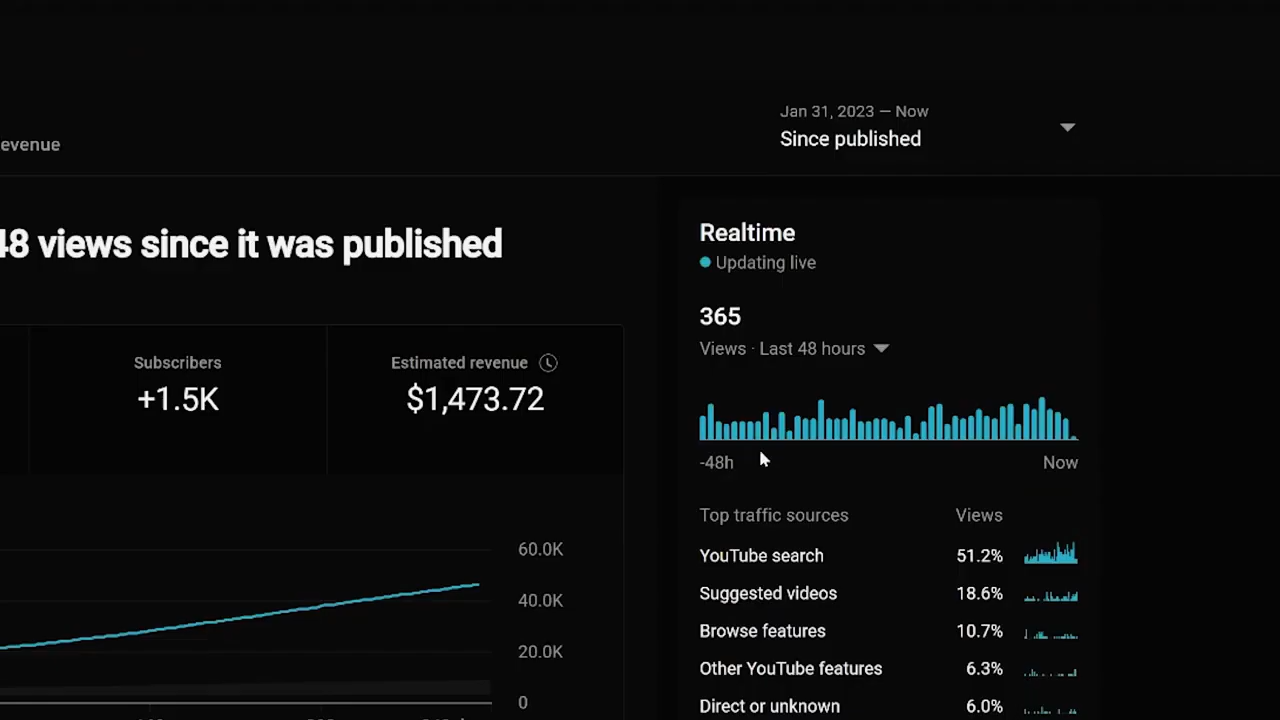 Jan 31, 2023 – Now
Since published
evenue
48 views since it was published
Realtime
Updating live
365
Views · Last 48 hours
Subscribers
+1.5K
Estimated revenue
$1,473.72
-48h
Now
Top traffic sources Views
YouTube search 51.2%
Suggested videos 18.6%
Browse features 10.7%
Other YouTube features 6.3%
Direct or unknown 6.0%
60.0K
40.0K
20.0K
0